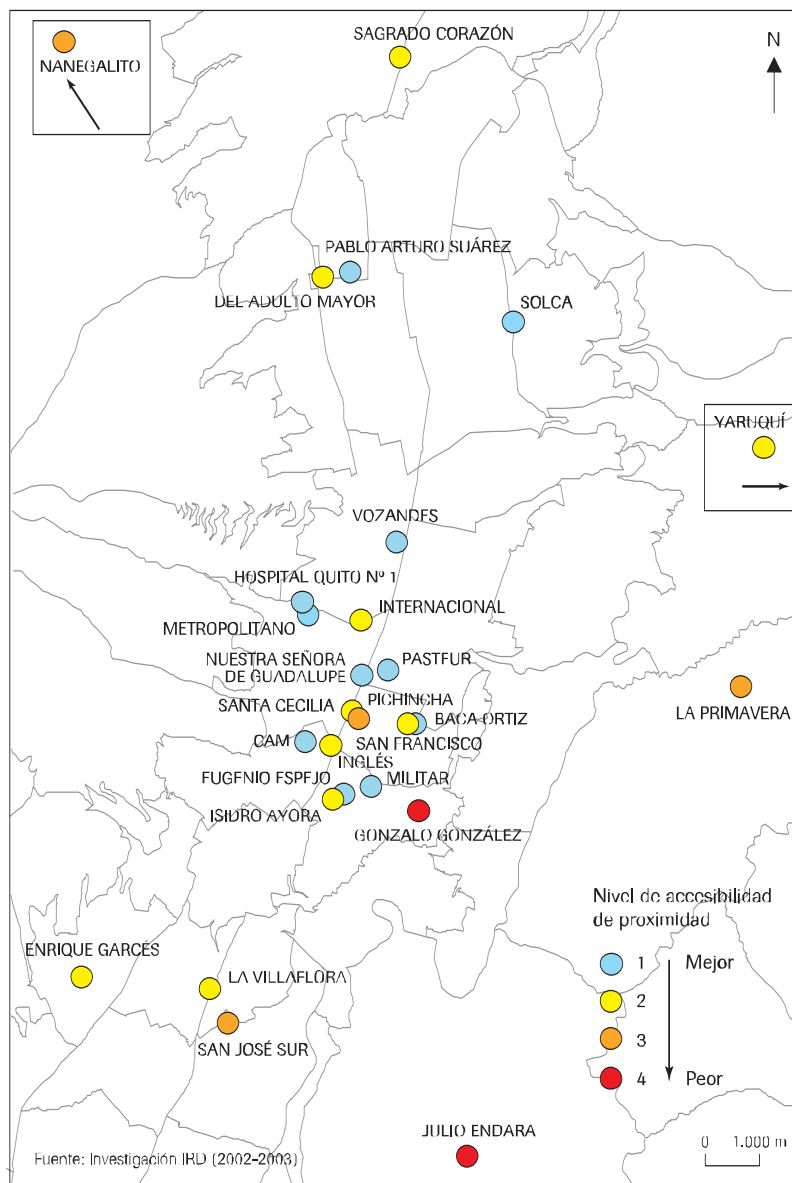 SAGRADO CORAZÓN
NANEGALITO
N
PABLO ARTURO SUÁREZ
DEL ADULTO MAYOR
SOLCA
YARUQUÍ
VOZANDES
HOSPITAL QUITO Nº 1
INTERNACIONAL
METROPOLITANO
NUESTRA SEÑORA
DE GUADALUPE
PASTEUR
SANTA CECILIA
PICHINCHA
LA PRIMAVERA
BACA ORTIZ
CAM
SAN FRANCISCO
INGLÉS
EUGENIO ESPEJO
MILITAR
ISIDRO AYORA
GONZALO GONZÁLEZ
Nivel de accesibilidad
de proximidad
ENRIQUE GARCÉS
LA VILLAFLORA
1 Mejor
2
3
SAN JOSÉ SUR
4 Peor
JULIO ENDARA
0 1.000 m
Fuente: Investigación IRD (2002-2003)